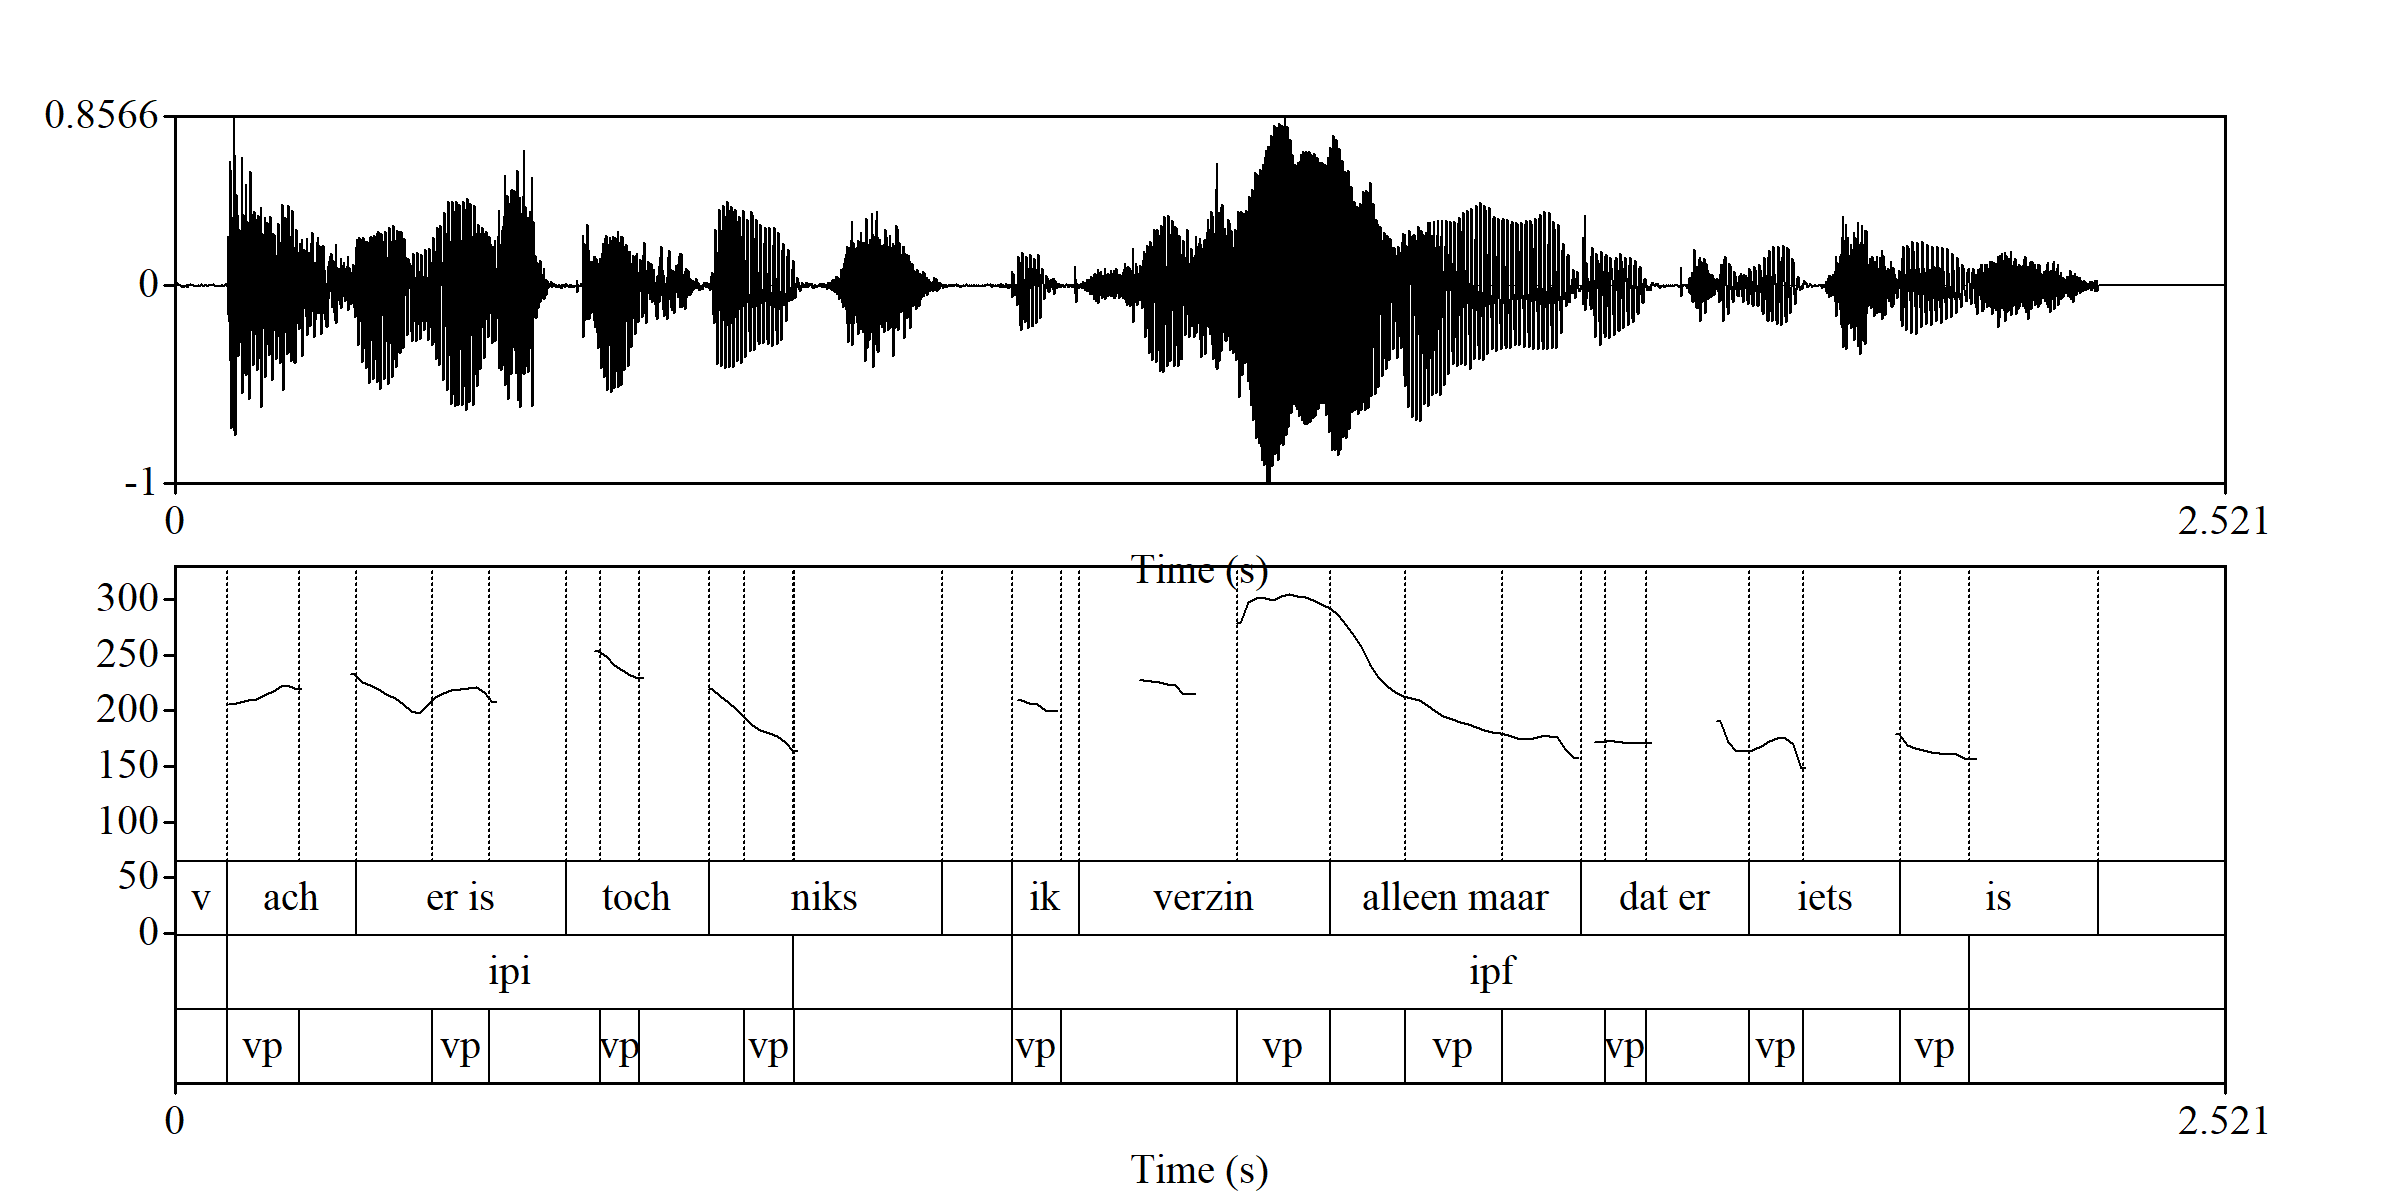 0.8566
0
-1
0 2.521
Time (s)
300
250
200
150
100
50
0
v ach er is toch niks ik verzin alleen maar dat er iets is
ipi ipf
vp vp vp vp vp vp vp vp vp vp
0 2.521
Time (s)